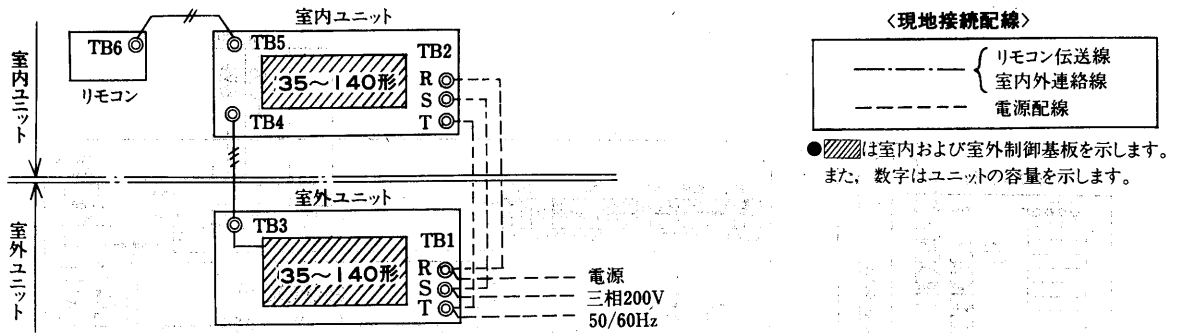 室内ユニット
TB6
リモコン
室内ユニット
TB5
TB2
35〜140形
R
S
T
TB4
室外ユニット
室外ユニット
TB3
TB1
35〜140形
R
S
T
電源
三相200V
50/60Hz
〈現地接続配線〉
リモコン伝送線
室内外連絡線
電源配線
●は室内および室外制御基板を示します。
また, 数字はユニットの容量を示します。